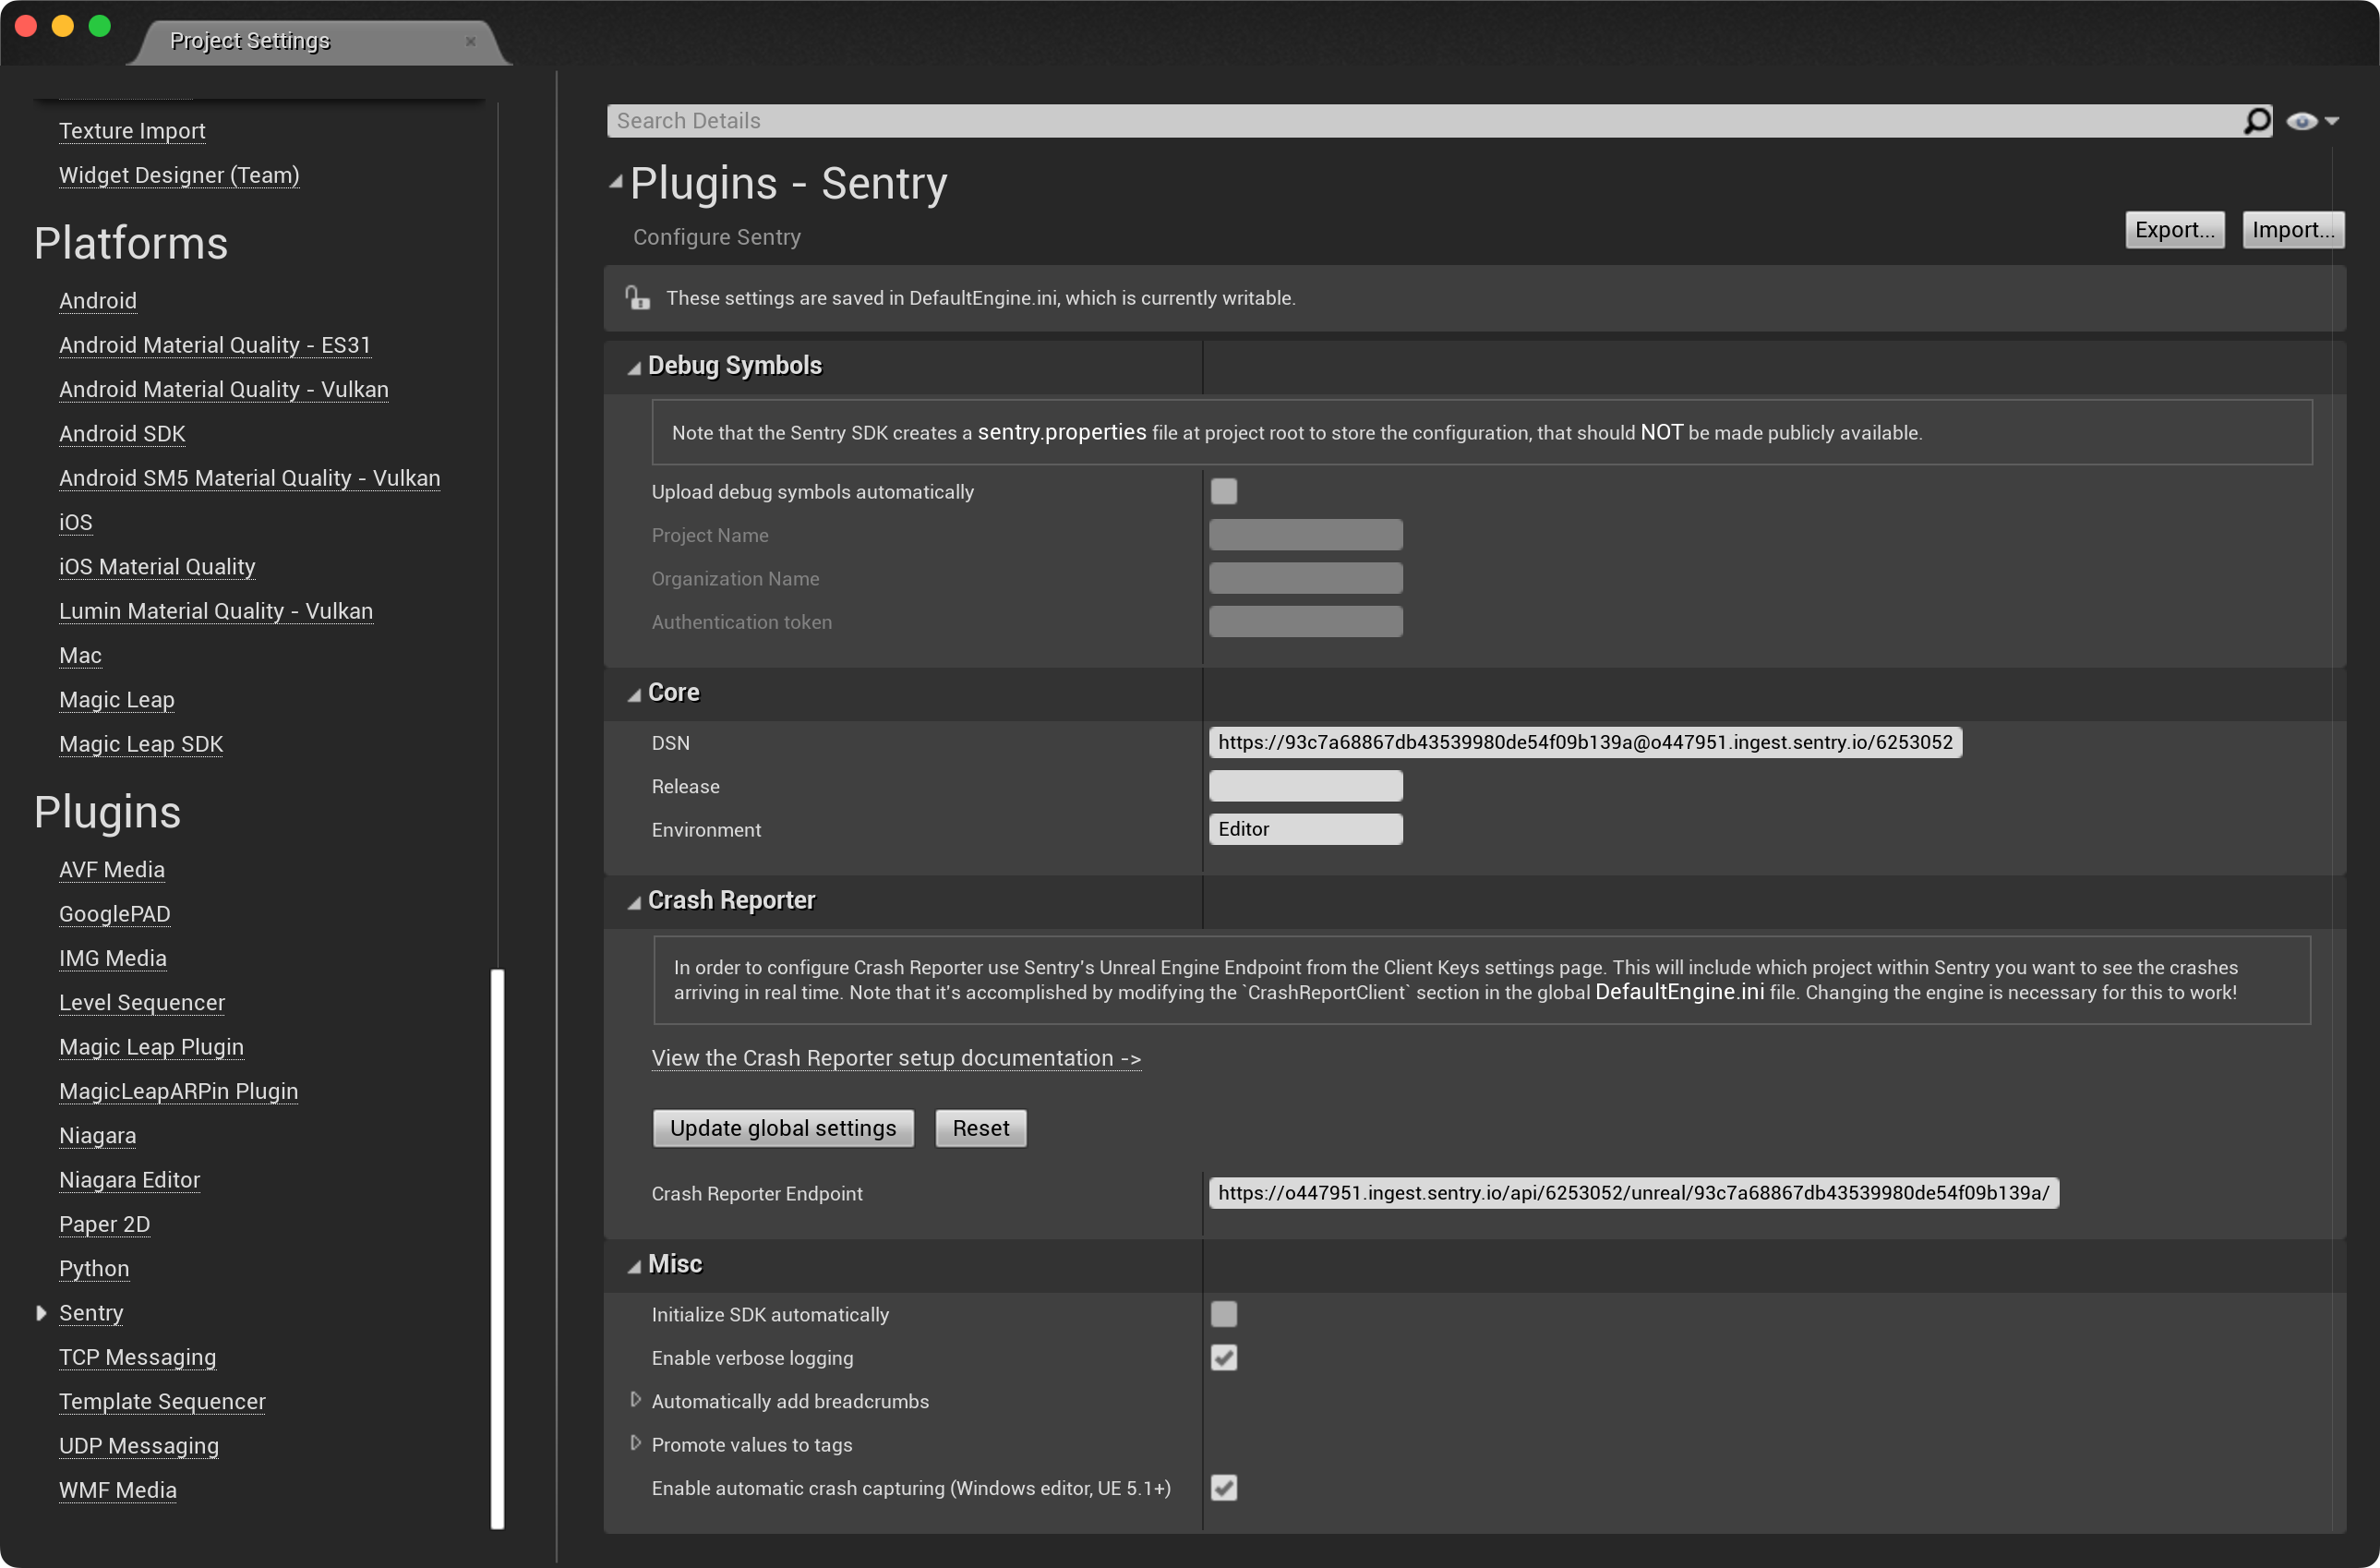 Project Settings
Texture Import
Widget Designer (Team)
Platforms
Android
Android Material Quality - ES31
Android Material Quality - Vulkan
Android SDK
Android SM5 Material Quality - Vulkan
iOS
iOS Material Quality
Lumin Material Quality - Vulkan
Mac
Magic Leap
Magic Leap SDK
Plugins
AVF Media
GooglePAD
IMG Media
Level Sequencer
Magic Leap Plugin
MagicLeapARPin Plugin
Niagara
Niagara Editor
Paper 2D
Python
Sentry
TCP Messaging
Template Sequencer
UDP Messaging
WMF Media
Search Details
Plugins - Sentry
Configure Sentry
Export...
Import...
These settings are saved in DefaultEngine.ini, which is currently writable.
Debug Symbols
Note that the Sentry SDK creates a sentry.properties file at project root to store the configuration, that should NOT be made publicly available.
Upload debug symbols automatically
Project Name
Organization Name
Authentication token
Core
DSN https://93c7a68867db43539980de54f09b139a@o447951.ingest.sentry.io/6253052
Release
Environment Editor
Crash Reporter
In order to configure Crash Reporter use Sentry's Unreal Engine Endpoint from the Client Keys settings page. This will include which project within Sentry you want to see the crashes
arriving in real time. Note that it's accomplished by modifying the `CrashReportClient` section in the global DefaultEngine.ini file. Changing the engine is necessary for this to work!
View the Crash Reporter setup documentation ->
Update global settings
Reset
Crash Reporter Endpoint https://o447951.ingest.sentry.io/api/6253052/unreal/93c7a68867db43539980de54f09b139a/
Misc
Initialize SDK automatically
Enable verbose logging
Automatically add breadcrumbs
Promote values to tags
Enable automatic crash capturing (Windows editor, UE 5.1+)